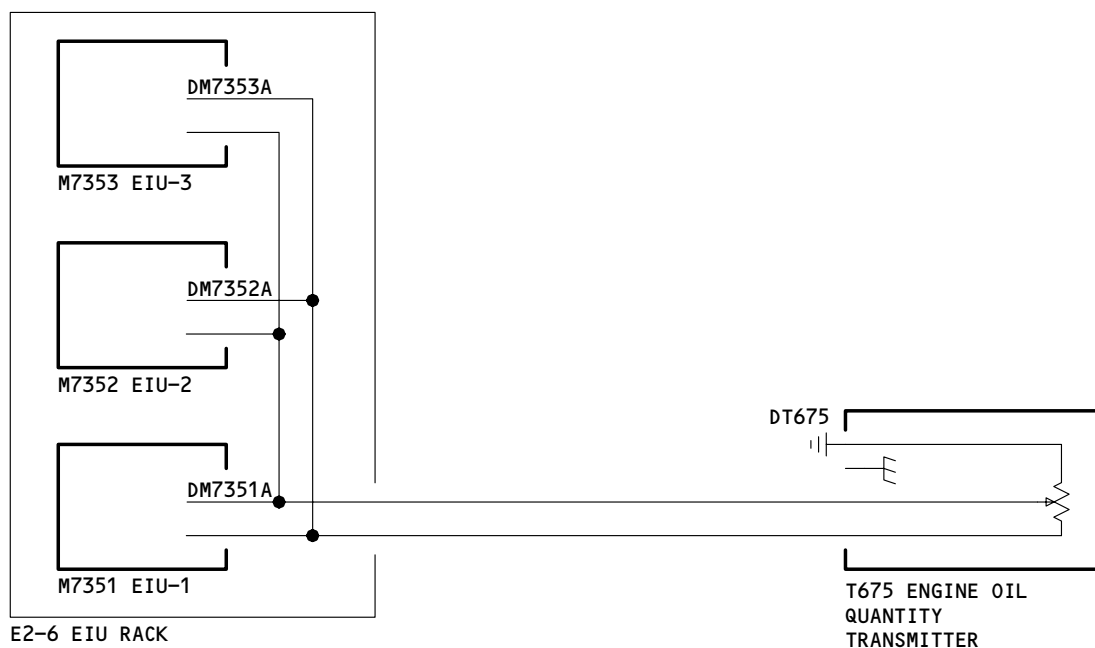 DM7353A
M7353 EIU-3
DM7352A
M7352 EIU-2
DT675
DM7351A
M7351 EIU-1
T675 ENGINE OIL
QUANTITY
TRANSMITTER
E2-6 EIU RACK